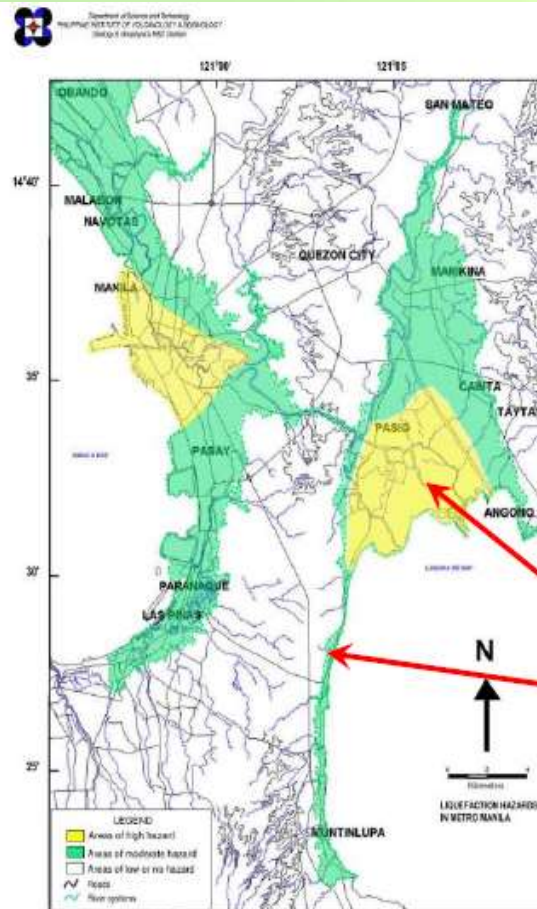 Department of Science and Technology
PHILIPPINE INSTITUTE OF VOLCANOLOGY & SEISMOLOGY
121°00'
121°05'
OBANDO
SAN MATEO
14°40'
MALABON
NAVOTAS
QUEZON CITY
MARIKINA
MANILA
35'
CAINTA
TAYTAY
PASIG
PASAY
ANGONO
30'
PARANAQUE
LAS PINAS
N
25'
Kilometers
LIQUEFACTION HAZARDS
IN METRO MANILA
MUNTINLUPA
LEGEND
Areas of high hazard
Areas of moderate hazard
Areas of low or no hazard
Roads
River systems